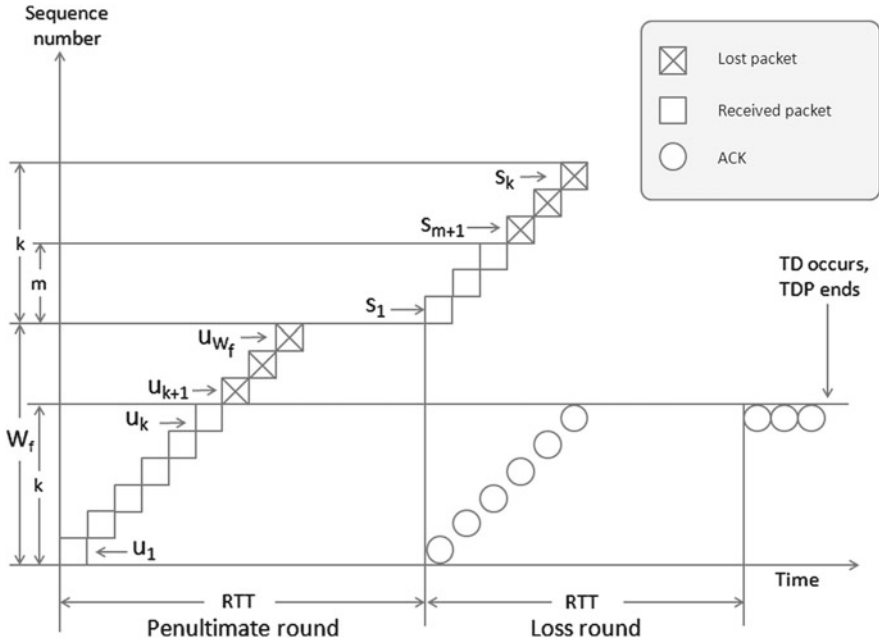 Sequence
number
Lost packet
Received packet
ACK
s_k
s_{m+1}
k
m
s_1
TD occurs,
TDP ends
u_{W_f}
u_{k+1}
u_k
W_f
k
u_1
Time
RTT
RTT
Penultimate round
Loss round